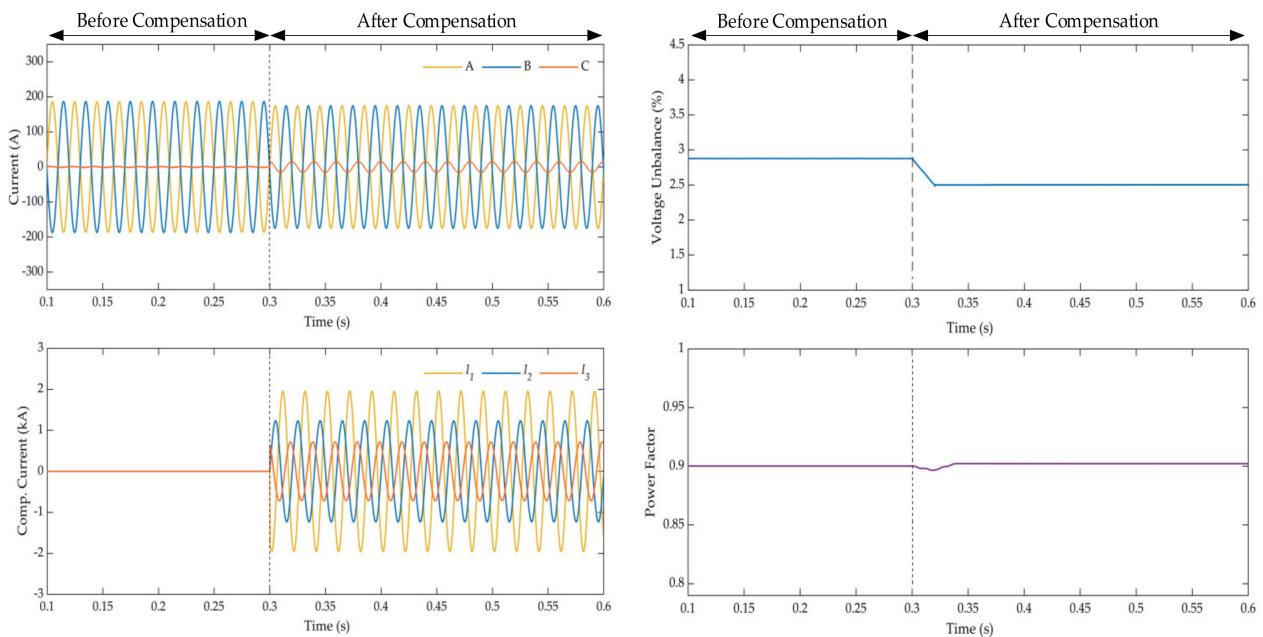 Before Compensation After Compensation
300
200
100
0
-100
-200
-300
Current (A)
A B C
0.1 0.15 0.2 0.25 0.3 0.35 0.4 0.45 0.5 0.55 0.6
Time (s)
Before Compensation After Compensation
4.5
4
3.5
3
2.5
2
1.5
1
Voltage Unbalance (%)
0.1 0.15 0.2 0.25 0.3 0.35 0.4 0.45 0.5 0.55 0.6
Time (s)
3
2
1
0
-1
-2
-3
Comp. Current (kA)
I1 I2 I3
0.1 0.15 0.2 0.25 0.3 0.35 0.4 0.45 0.5 0.55 0.6
Time (s)
1
0.95
0.9
0.85
0.8
Power Factor
0.1 0.15 0.2 0.25 0.3 0.35 0.4 0.45 0.5 0.55 0.6
Time (s)